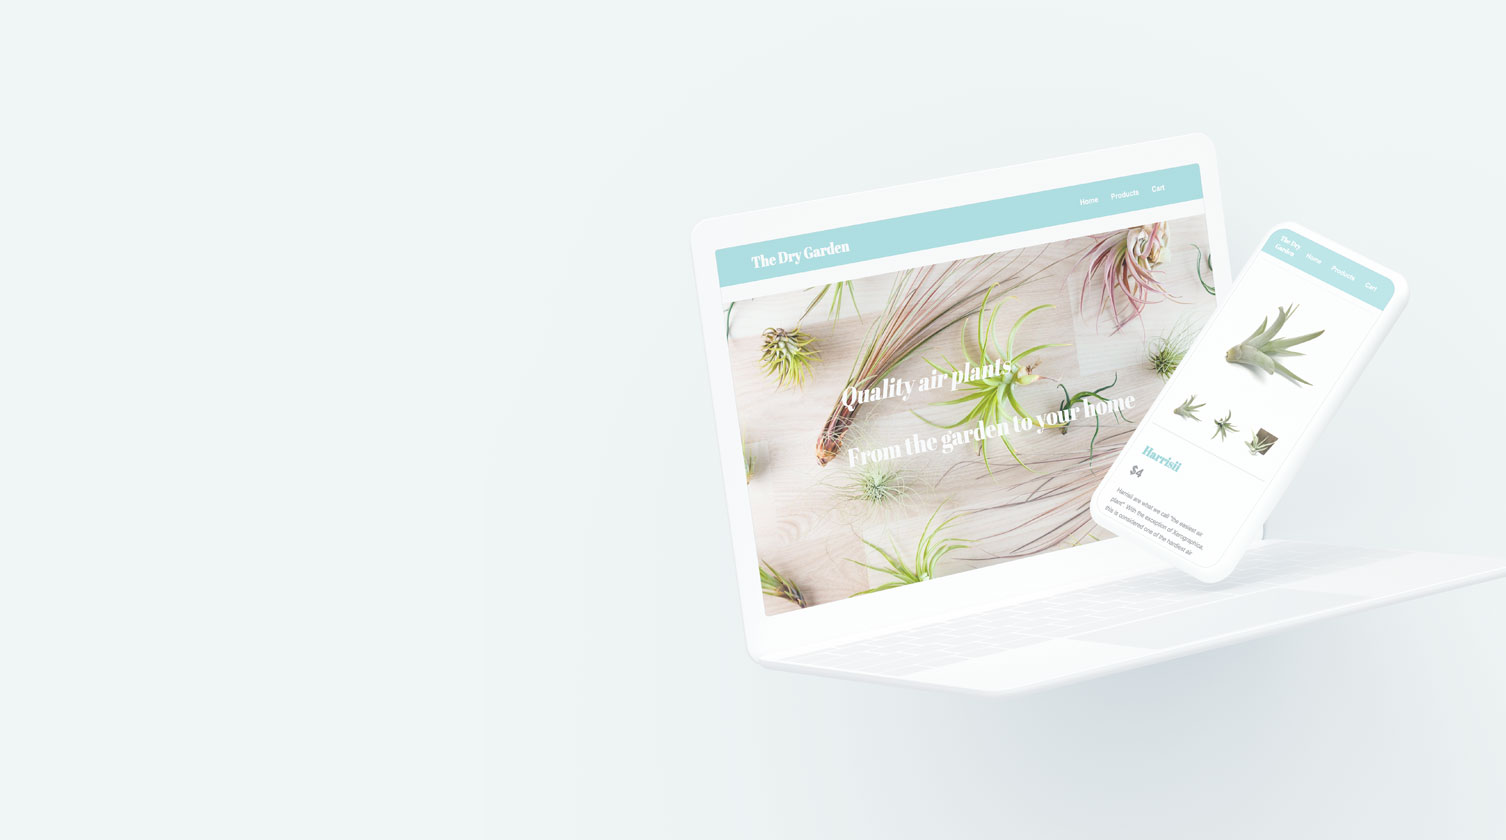 The Dry Garden
Home Products Cart
Quality air plants
From the garden to your home
The Dry
Garden
Home Products Cart
Harrisii
$4
Harrisii are what we call "the easiest air
plant". With the exception of Xerographica,
this is considered one of the hardiest air